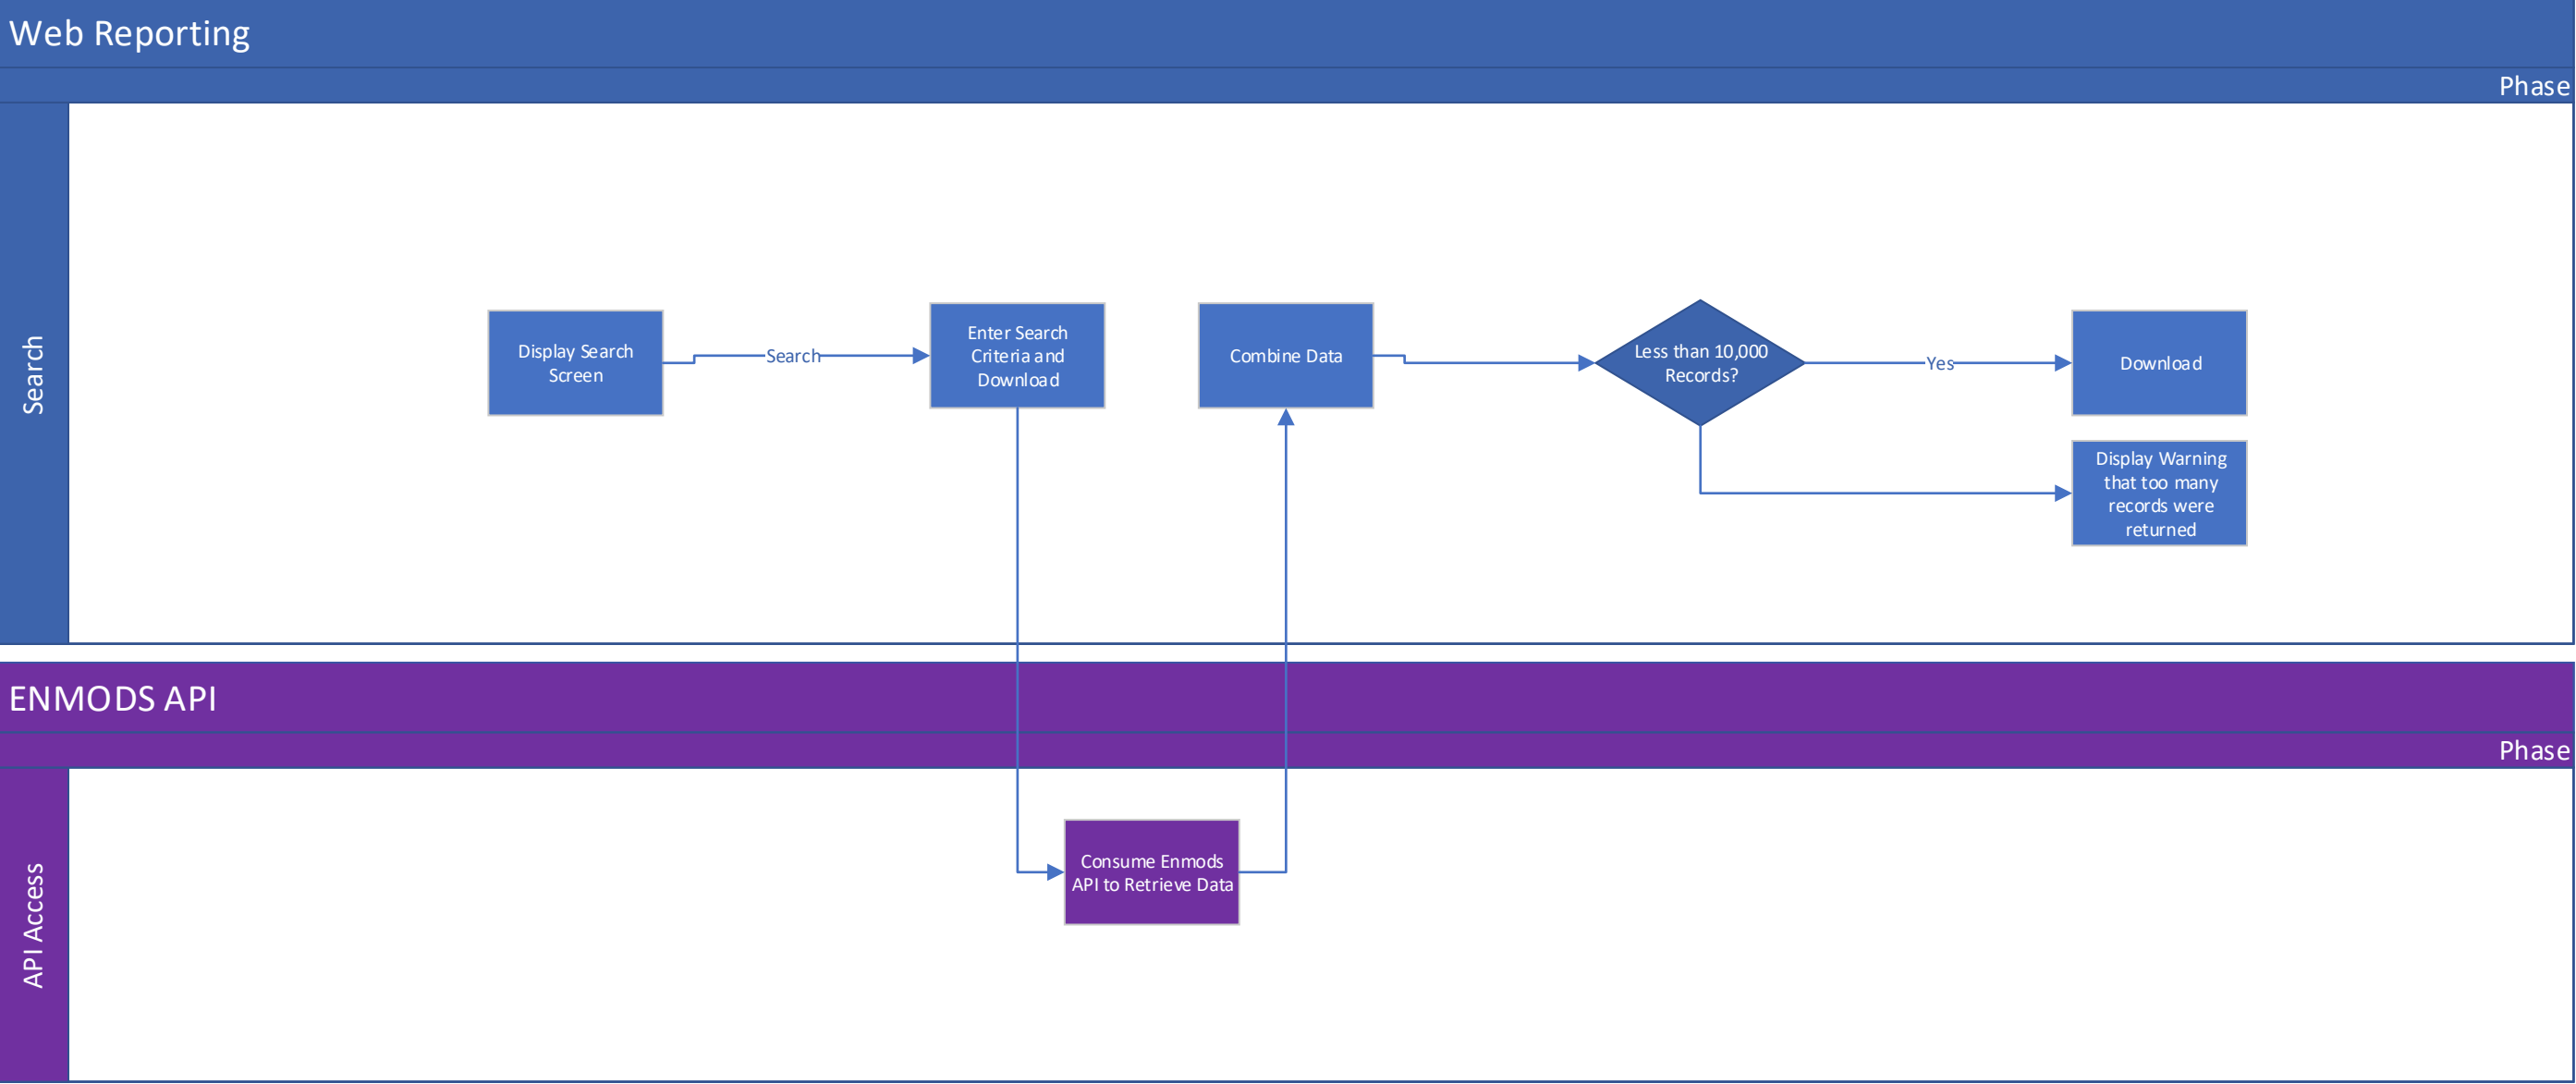 Web Reporting
Phase
Search
Display Search
Screen
Search
Enter Search
Criteria and
Download
Combine Data
Less than 10,000
Records?
Yes
Download
Display Warning
that too many
records were
returned
ENMODS API
Phase
API Access
Consume Enmods
API to Retrieve Data